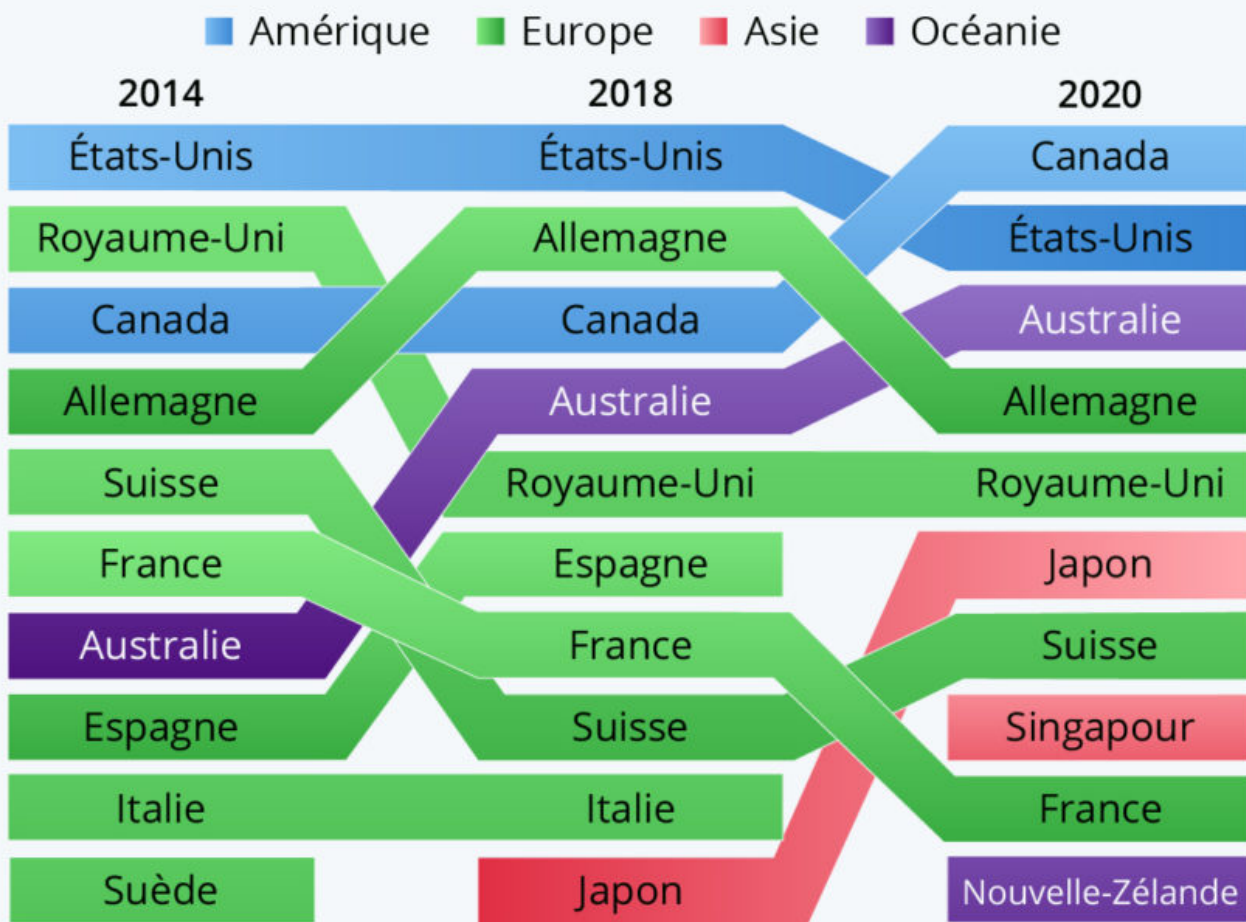 Amérique Europe Asie Océanie
2014 2018 2020
États-Unis États-Unis Canada
Royaume-Uni Allemagne États-Unis
Canada Canada Australie
Allemagne Australie Allemagne
Suisse Royaume-Uni Royaume-Uni
France Espagne Japon
Australie France Suisse
Espagne Suisse Singapour
Italie Italie France
Suède Japon Nouvelle-Zélande